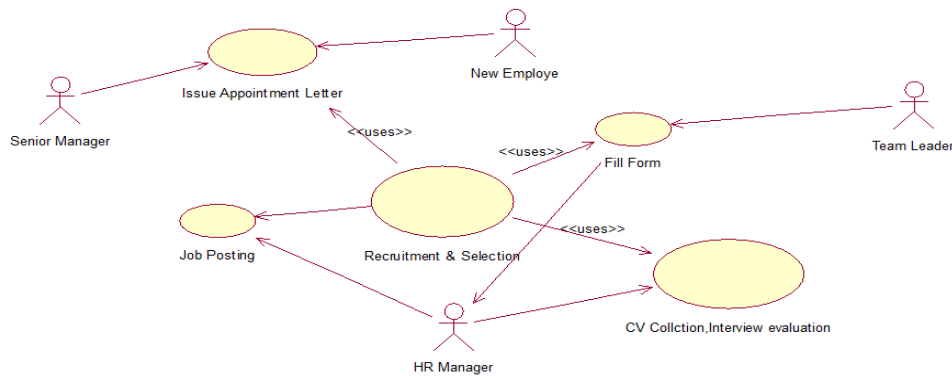 New Employe
Issue Appointment Letter
Senior Manager
<<uses>>
<<uses>>
Team Leader
Fill Form
<<uses>>
Job Posting
Recruitment & Selection
CV Collction,Interview evaluation
HR Manager